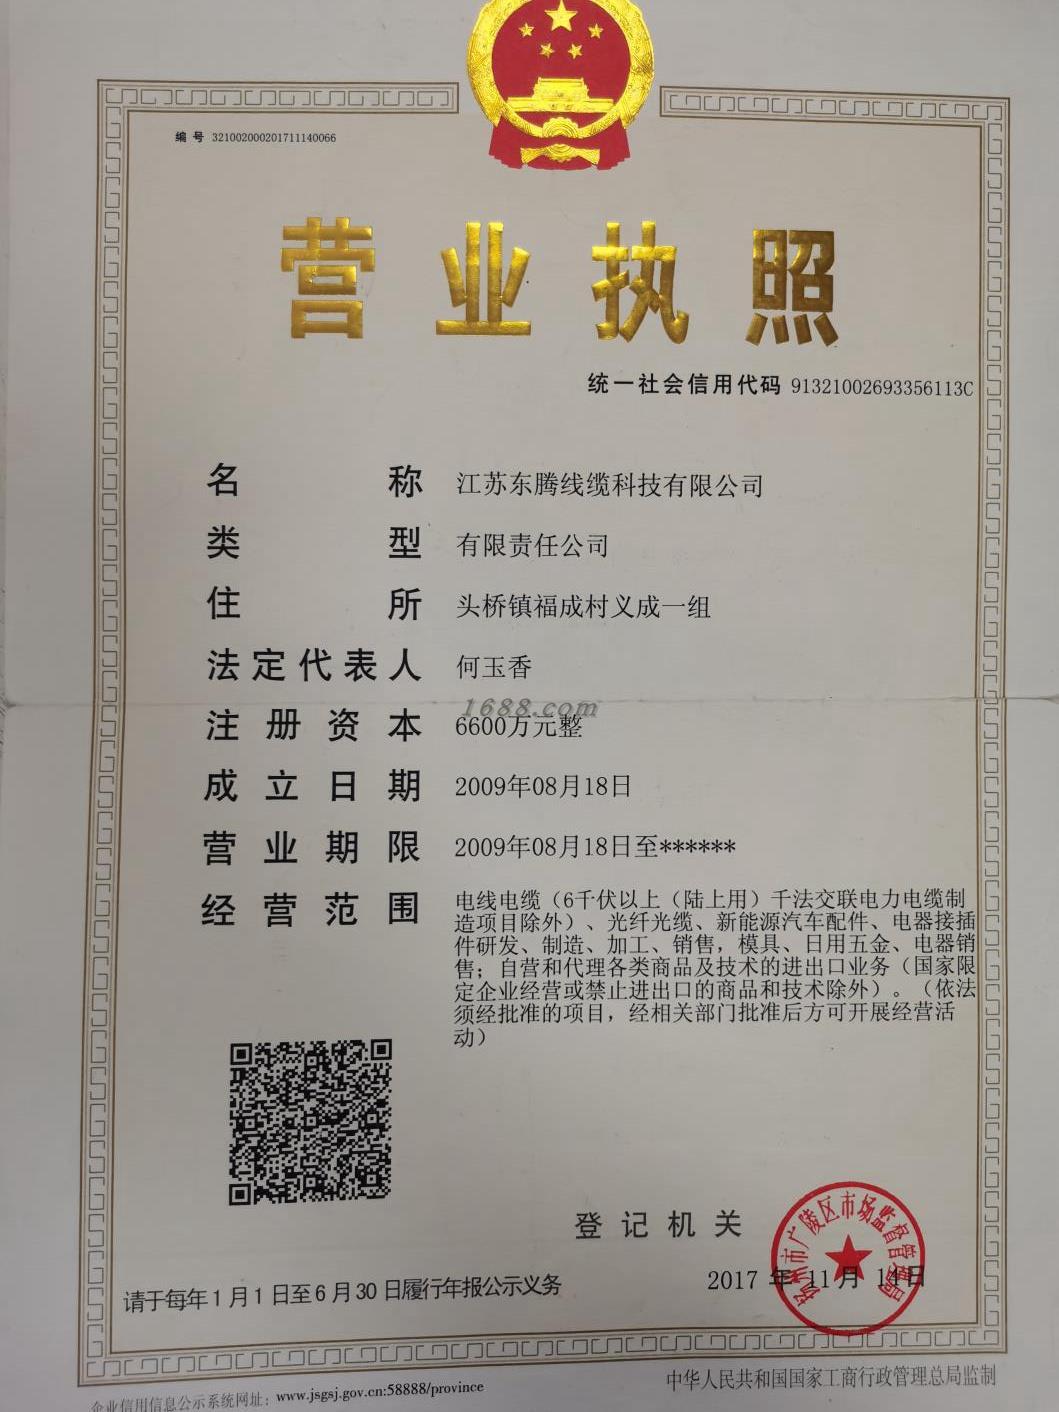 编号 321002000201711140066
营业执照
统一社会信用代码 91321002693356113C
名称 江苏东腾线缆科技有限公司
类型 有限责任公司
住所 头桥镇福成村义成一组
法定代表人 何玉香
1688.com
注册资本 6600万元整
成立日期 2009年08月18日
营业期限 2009年08月18日至******
经营范围 电线电缆（6千伏以上（陆上用）千法交联电力电缆制
造项目除外）、光纤光缆、新能源汽车配件、电器接插
件研发、制造、加工、销售，模具、日用五金、电器销
售；自营和代理各类商品及技术的进出口业务（国家限
定企业经营或禁止进出口的商品和技术除外）。（依法
须经批准的项目，经相关部门批准后方可开展经营活
动）
登记机关
扬州市广陵区市场监督管理局
2017年11月14日
请于每年1月1日至6月30日履行年报公示义务
企业信用信息公示系统网址：www.jsgsj.gov.cn:58888/province
中华人民共和国国家工商行政管理总局监制